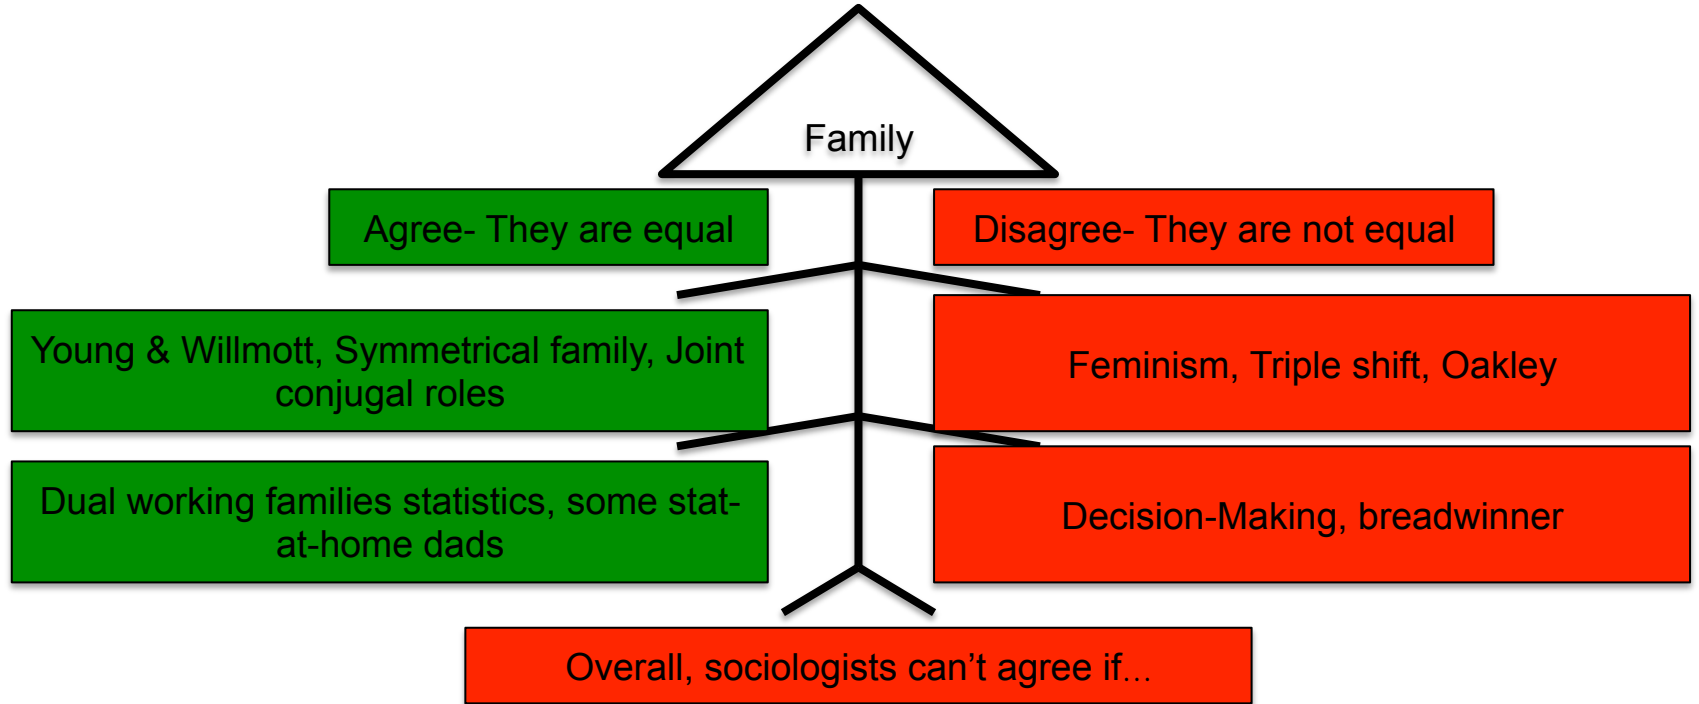 Family
Agree- They are equal
Disagree- They are not equal
Young & Willmott, Symmetrical family, Joint
conjugal roles
Feminism, Triple shift, Oakley
Dual working families statistics, some stat-
at-home dads
Decision-Making, breadwinner
Overall, sociologists can’t agree if…